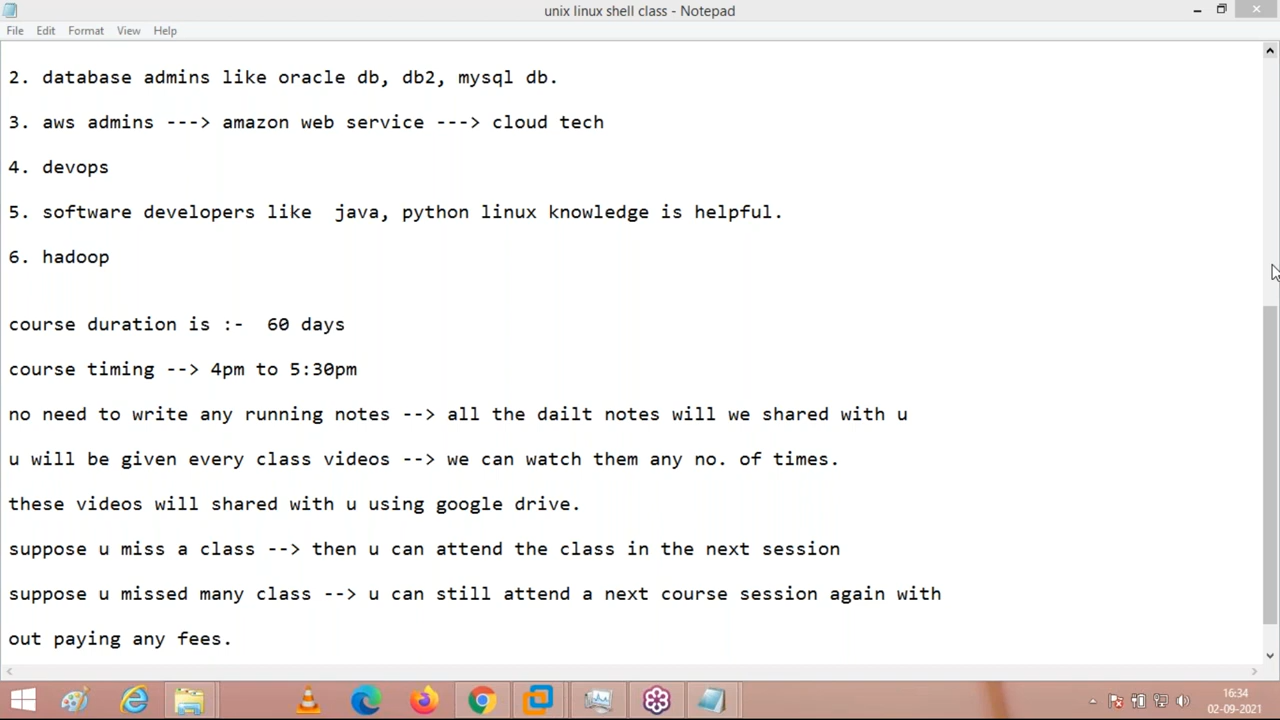 unix linux shell class - Notepad
File Edit Format View Help
2. database admins like oracle db, db2, mysql db.
3. aws admins ---> amazon web service ---> cloud tech
4. devops
5. software developers like  java, python linux knowledge is helpful.
6. hadoop
course duration is :-  60 days
course timing --> 4pm to 5:30pm
no need to write any running notes --> all the dailt notes will we shared with u
u will be given every class videos --> we can watch them any no. of times.
these videos will shared with u using google drive.
suppose u miss a class --> then u can attend the class in the next session
suppose u missed many class --> u can still attend a next course session again with
out paying any fees.
16:34
02-09-2021